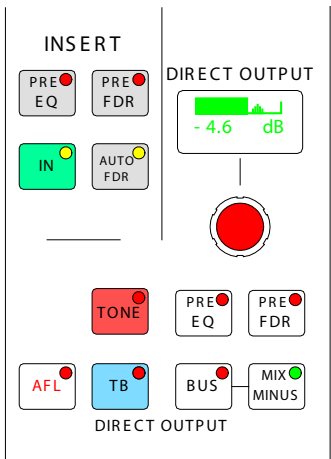 INSERT
PRE EQ
PRE FDR
IN
AUTO FDR
DIRECT OUTPUT
- 4.6 dB
TONE
PRE EQ
PRE FDR
AFL
TB
BUS
MIX MINUS
DIRECT OUTPUT